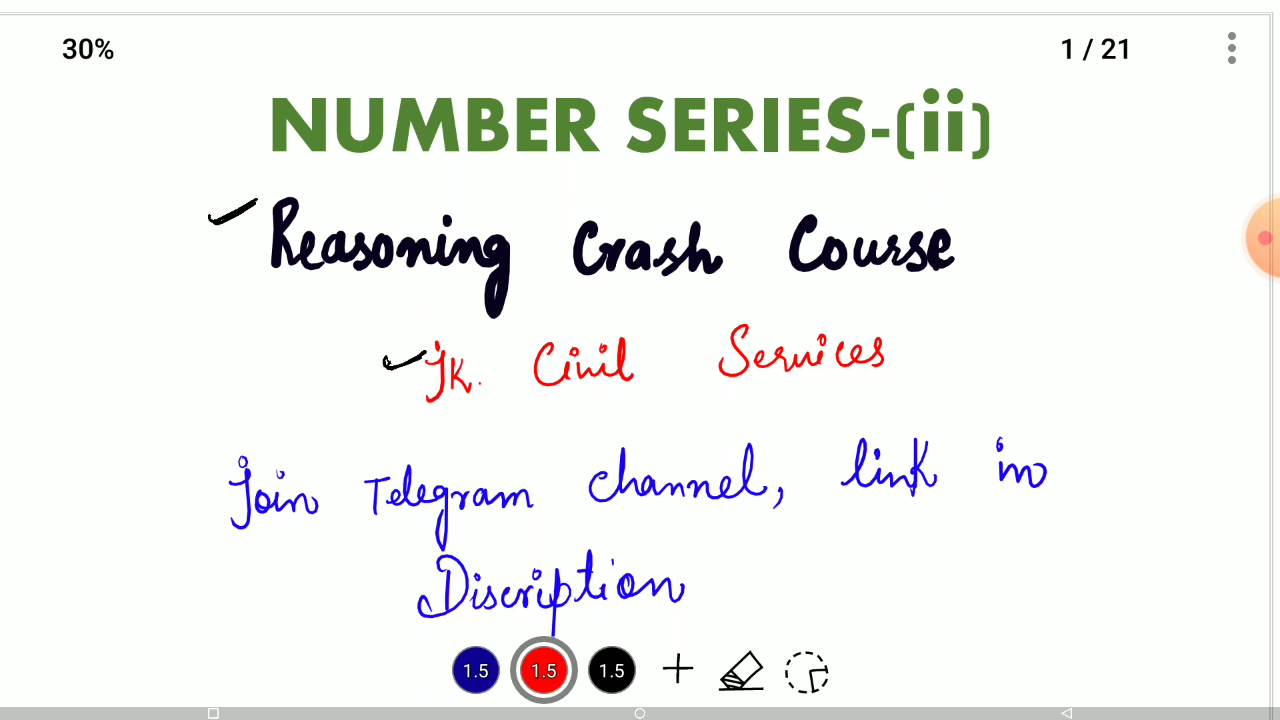 30%
1 / 21
NUMBER SERIES-(ii)
Reasoning Crash Course
JK. Civil Services
Join Telegram channel, link in
Discription
1.5 1.5 1.5